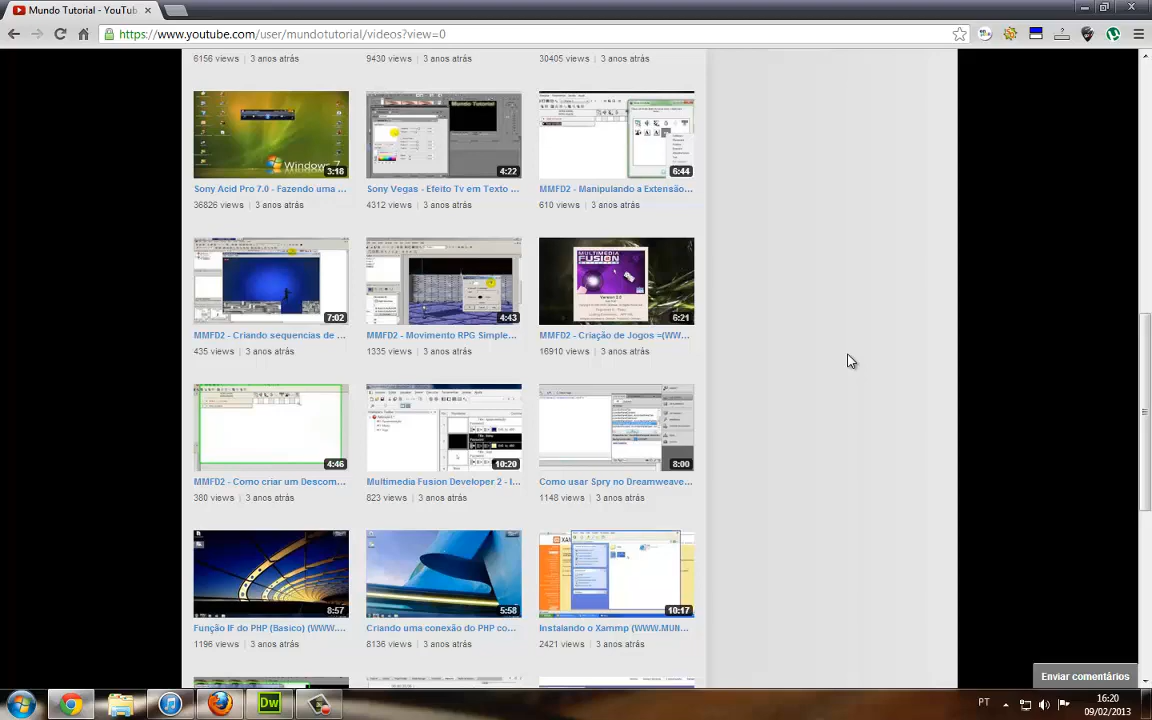 Mundo Tutorial - YouTub
https://www.youtube.com/user/mundotutorial/videos?view=0
6156 views | 3 anos atrás
9430 views | 3 anos atrás
30405 views | 3 anos atrás
Windows 7
3:18
Mundo Tutorial
4:22
6:44
Sony Acid Pro 7.0 - Fazendo uma ...
Sony Vegas - Efeito Tv em Texto ...
MMFD2 - Manipulando a Extensão...
36826 views | 3 anos atrás
4312 views | 3 anos atrás
610 views | 3 anos atrás
7:02
4:43
MULTIMEDIA
FUSION
6:21
MMFD2 - Criando sequencias de ...
MMFD2 - Movimento RPG Simple...
MMFD2 - Criação de Jogos =(WW...
435 views | 3 anos atrás
1335 views | 3 anos atrás
16910 views | 3 anos atrás
4:46
10:20
8:00
MMFD2 - Como criar um Descom...
Multimedia Fusion Developer 2 - I...
Como usar Spry no Dreamweave...
380 views | 3 anos atrás
823 views | 3 anos atrás
1148 views | 3 anos atrás
8:57
5:58
10:17
Função IF do PHP (Basico) (WWW....
Criando uma conexão do PHP co...
Instalando o Xammp (WWW.MUN...
1196 views | 3 anos atrás
8136 views | 3 anos atrás
2421 views | 3 anos atrás
Enviar comentários
Dw
PT
16:20
09/02/2013